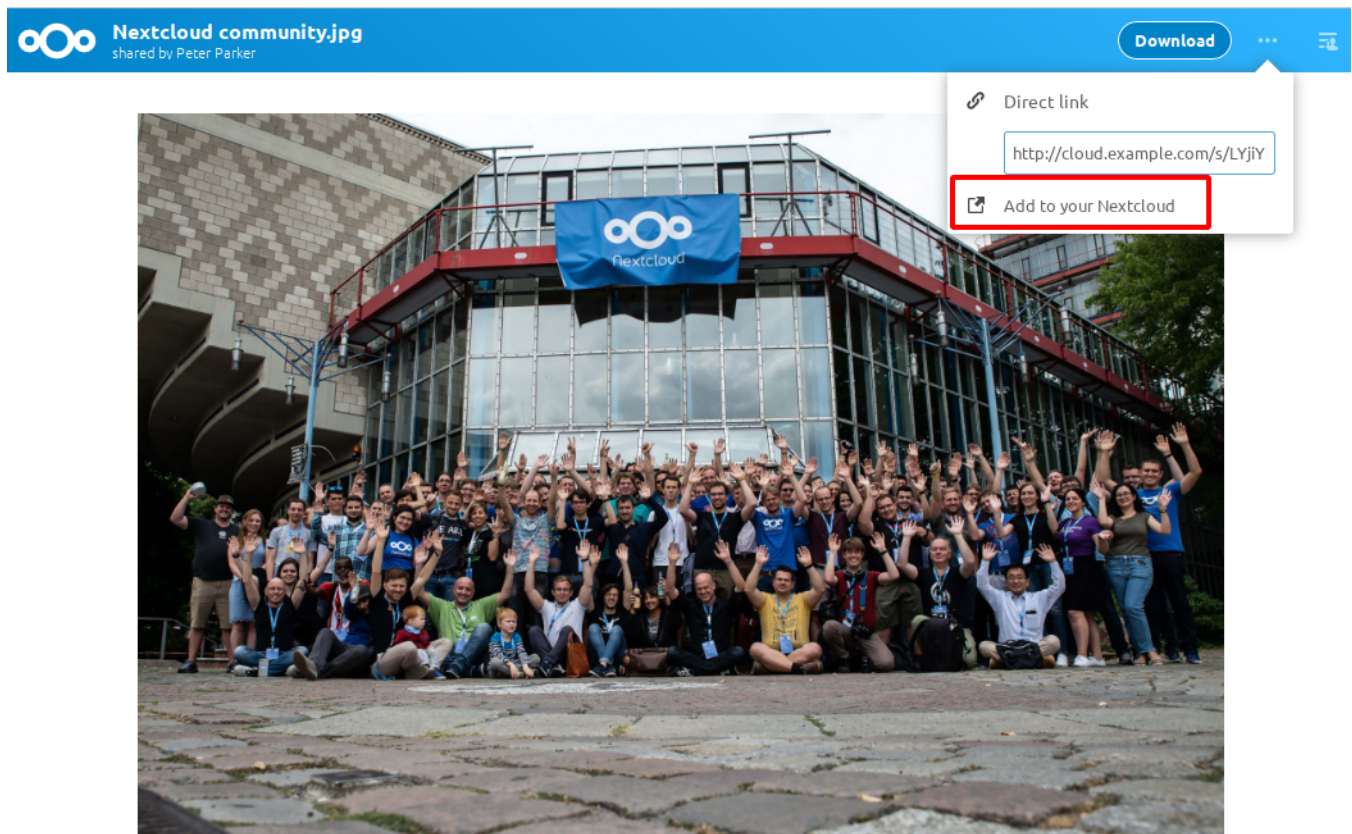 Nextcloud community.jpg
shared by Peter Parker
Download
Direct link
http://cloud.example.com/s/LYjiY
Add to your Nextcloud
Nextcloud